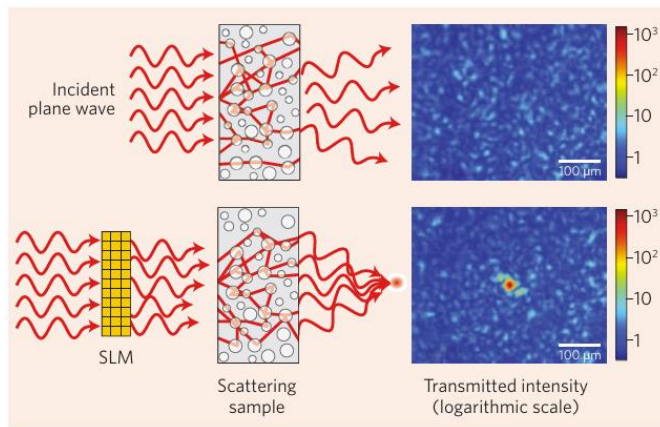 Incident
plane wave
10³
10²
10
1
100 µm
SLM
10³
10²
10
1
100 µm
Scattering
sample
Transmitted intensity
(logarithmic scale)